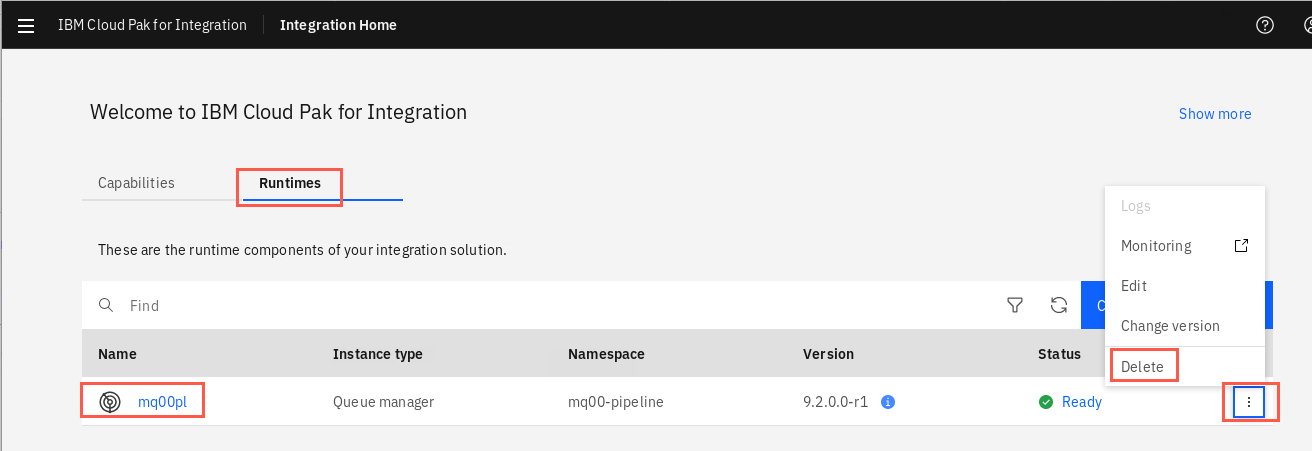 IBM Cloud Pak for Integration Integration Home
Welcome to IBM Cloud Pak for Integration
Show more
Capabilities Runtimes
Logs
Monitoring
Edit
Change version
Delete
These are the runtime components of your integration solution.
Find
C
Name Instance type Namespace Version Status
mq00pl Queue manager mq00-pipeline 9.2.0.0-r1 Ready